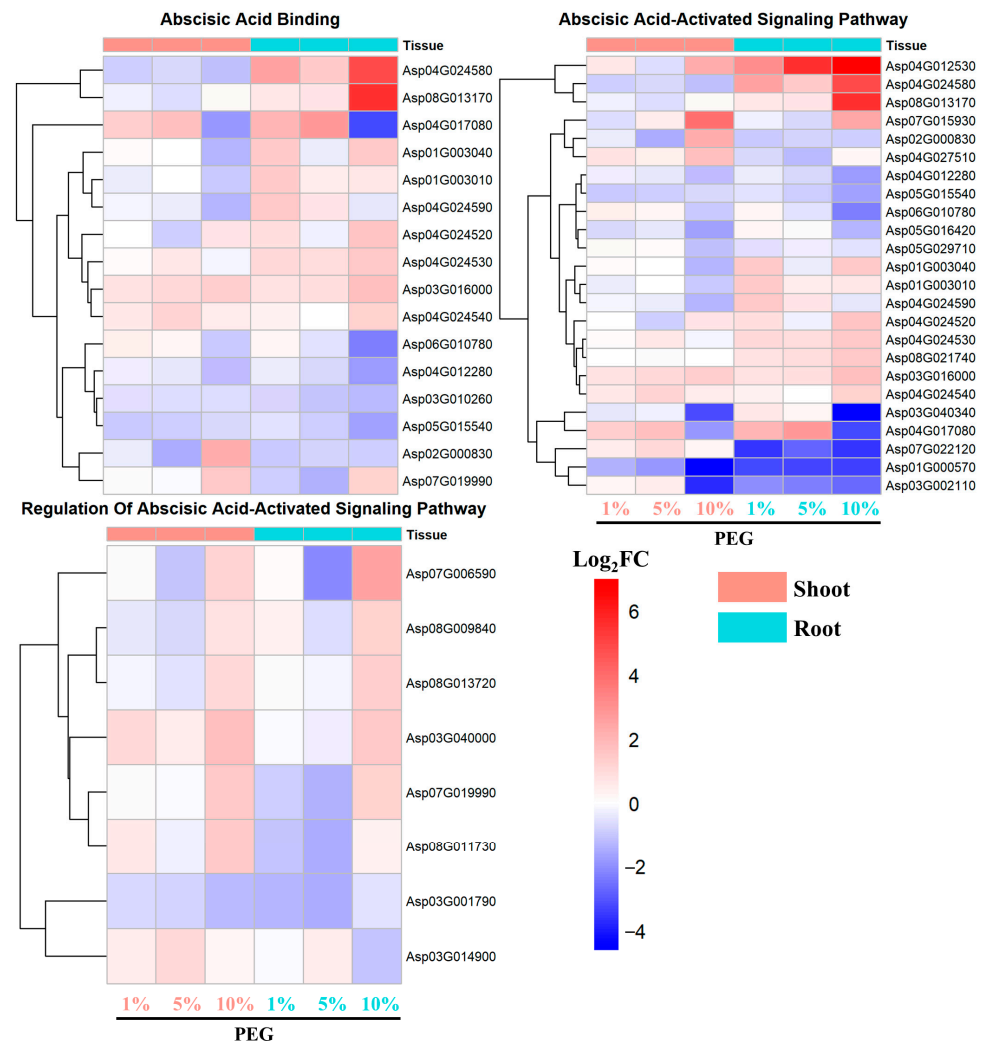 Abscisic Acid Binding
Tissue
Asp04G024580
Asp08G013170
Asp04G017080
Asp01G003040
Asp01G003010
Asp04G024590
Asp04G024520
Asp04G024530
Asp03G016000
Asp04G024540
Asp06G010780
Asp04G012280
Asp03G010260
Asp05G015540
Asp02G000830
Asp07G019990
Abscisic Acid-Activated Signaling Pathway
Tissue
Asp04G012530
Asp04G024580
Asp08G013170
Asp07G015930
Asp02G000830
Asp04G027510
Asp04G012280
Asp05G015540
Asp06G010780
Asp05G016420
Asp05G029710
Asp01G003040
Asp01G003010
Asp04G024590
Asp04G024520
Asp04G024530
Asp08G021740
Asp03G016000
Asp04G024540
Asp03G040340
Asp04G017080
Asp07G022120
Asp01G000570
Asp03G002110
1% 5% 10% 1% 5% 10%
PEG
Regulation Of Abscisic Acid-Activated Signaling Pathway
Tissue
Asp07G006590
Asp08G009840
Asp08G013720
Asp03G040000
Asp07G019990
Asp08G011730
Asp03G001790
Asp03G014900
1% 5% 10% 1% 5% 10%
PEG
Log₂FC
6
4
2
0
−2
−4
Shoot
Root